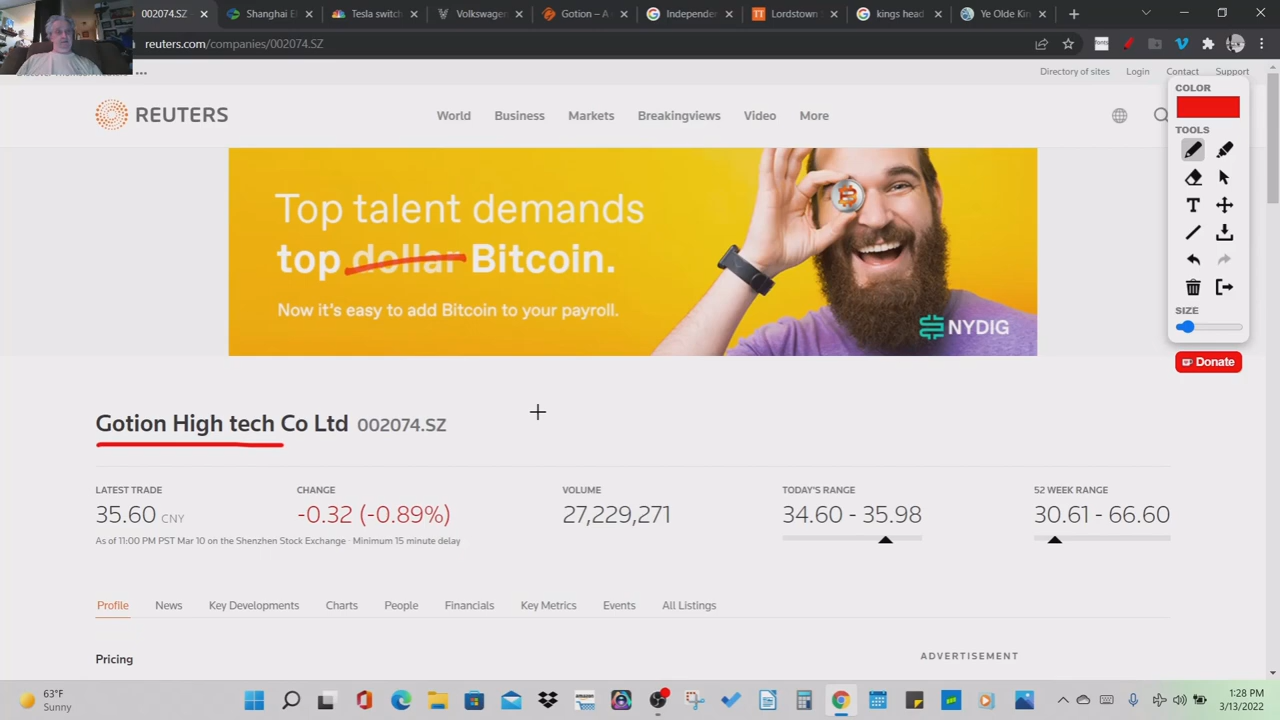 002074.SZ
Shanghai El
Tesla switch
Volkswagen
Gotion – A
Independen
Lordstown
kings head
Ye Olde Kin
reuters.com/companies/002074.SZ
Directory of sites Login Contact Support
REUTERS
World Business Markets Breakingviews Video More
COLOR
TOOLS
T
SIZE
Donate
Top talent demands
top dollar Bitcoin.
Now it's easy to add Bitcoin to your payroll.
NYDIG
Gotion High tech Co Ltd 002074.SZ
LATEST TRADE CHANGE VOLUME TODAY'S RANGE 52 WEEK RANGE
35.60 CNY -0.32 (-0.89%) 27,229,271 34.60 - 35.98 30.61 - 66.60
As of 11:00 PM PST Mar 10 on the Shenzhen Stock Exchange · Minimum 15 minute delay
Profile News Key Developments Charts People Financials Key Metrics Events All Listings
Pricing
ADVERTISEMENT
63°F
Sunny
1:28 PM
3/13/2022